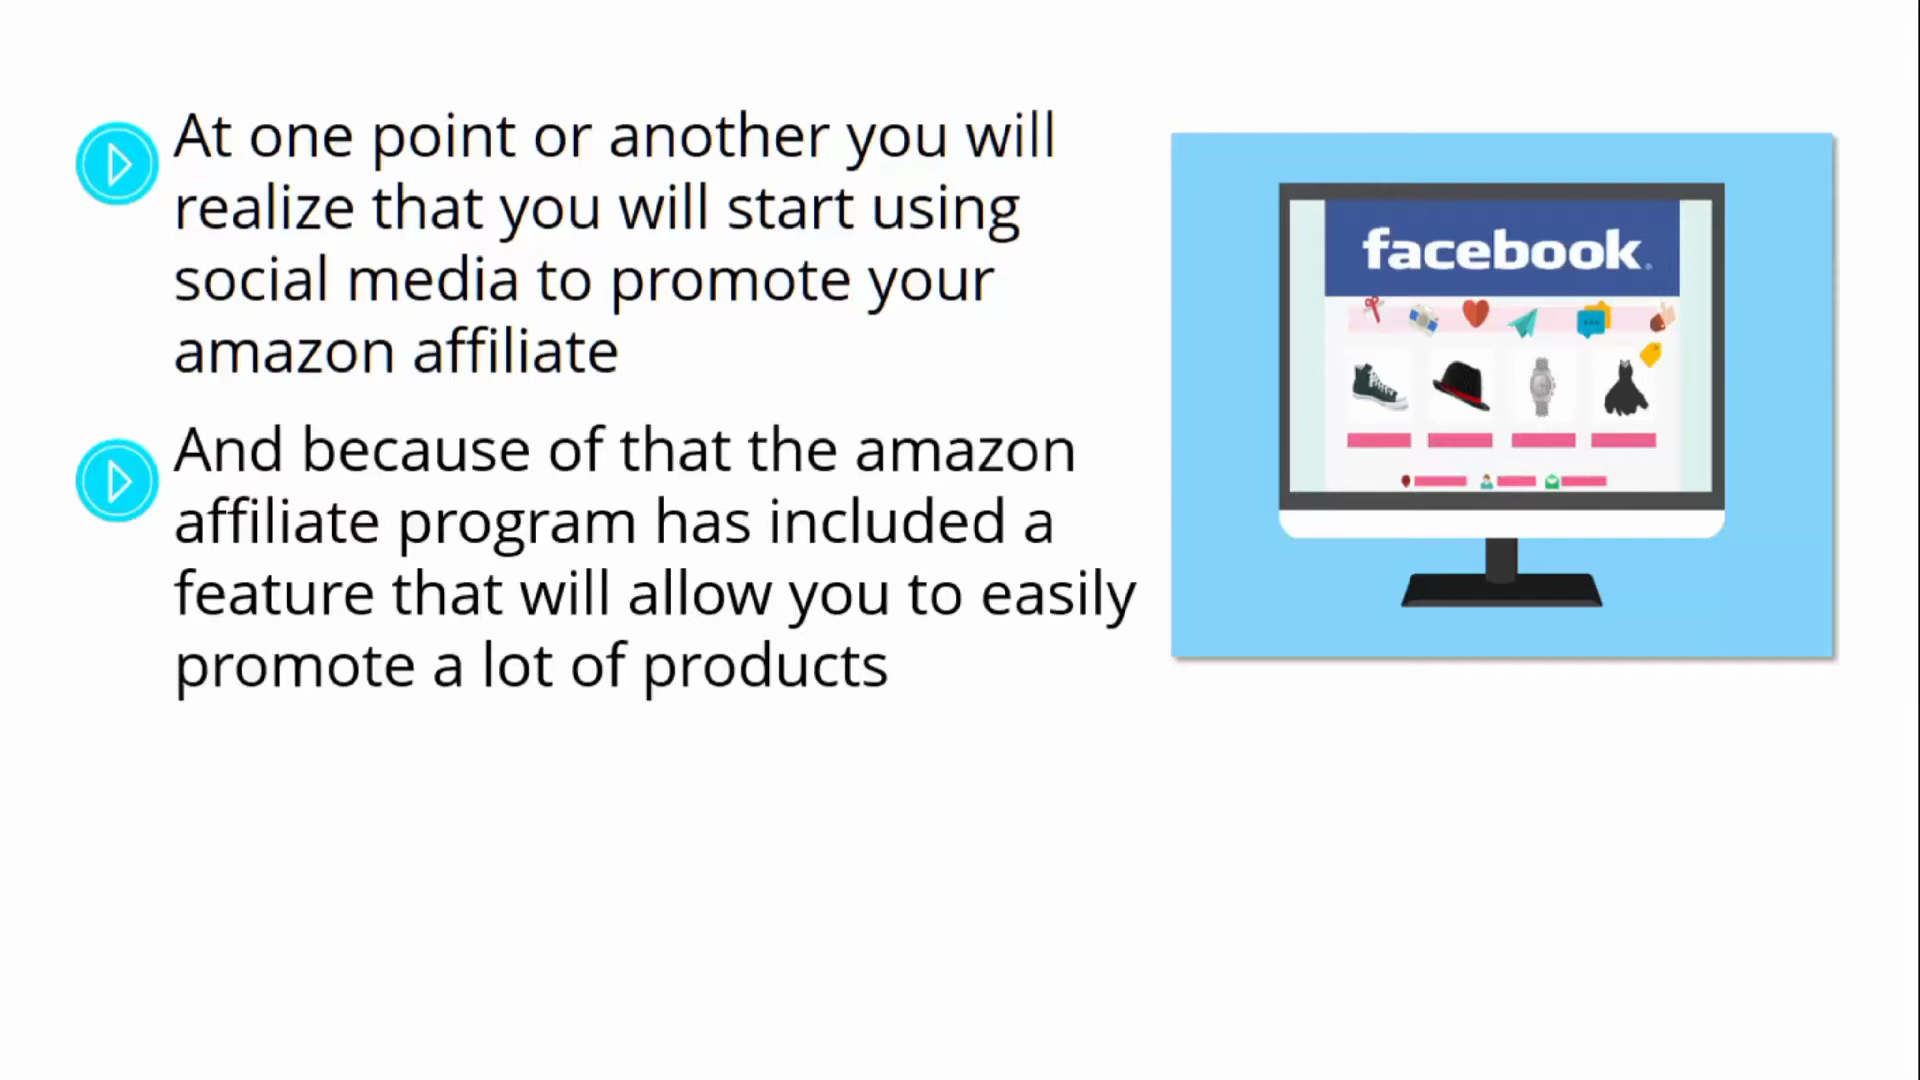 At one point or another you will
realize that you will start using
social media to promote your
amazon affiliate
And because of that the amazon
affiliate program has included a
feature that will allow you to easily
promote a lot of products
facebook